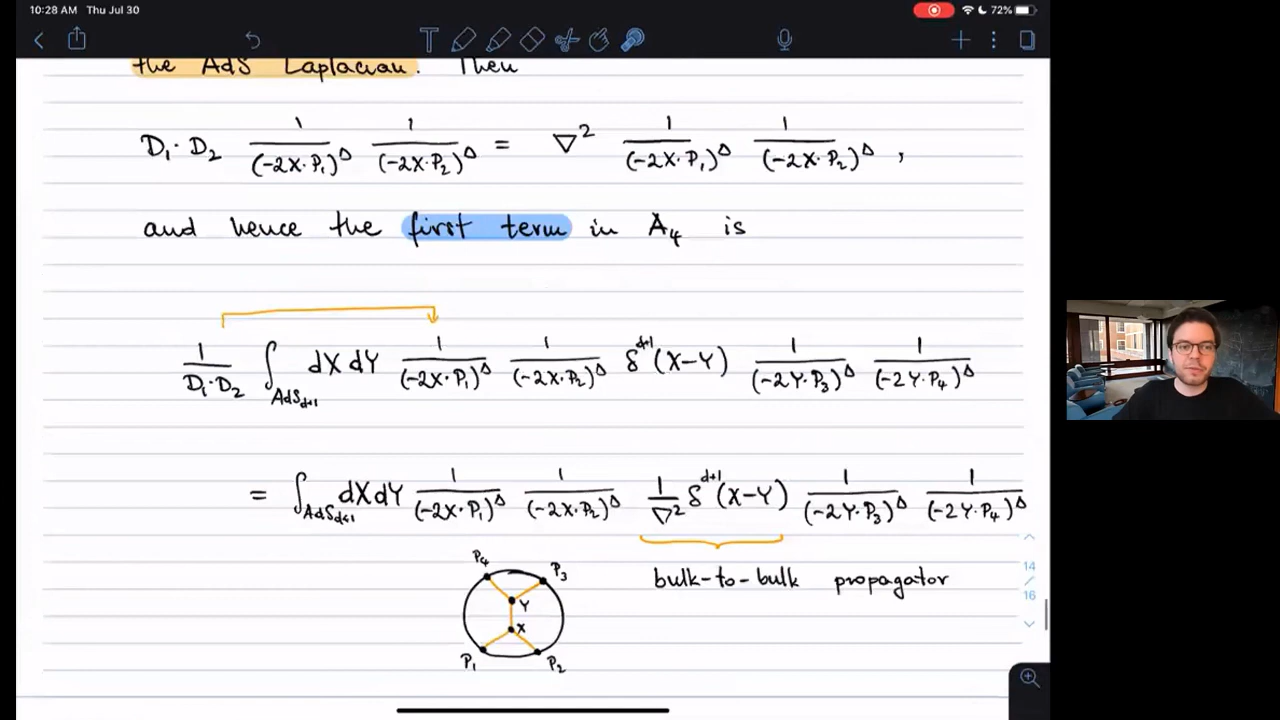 10:28 AM Thu Jul 30
72%
the AdS Laplacian. Then
D₁·D₂ 1/(-2X·P₁)^Δ 1/(-2X·P₂)^Δ = ∇² 1/(-2X·P₁)^Δ 1/(-2X·P₂)^Δ ,
and hence the first term in A₄ is
1/(D₁·D₂) ∫_{AdS_{d+1}} dX dY 1/(-2X·P₁)^Δ 1/(-2X·P₂)^Δ δ^{d+1}(X-Y) 1/(-2Y·P₃)^Δ 1/(-2Y·P₄)^Δ
= ∫_{AdS_{d+1}} dX dY 1/(-2X·P₁)^Δ 1/(-2X·P₂)^Δ 1/∇² δ^{d+1}(X-Y) 1/(-2Y·P₃)^Δ 1/(-2Y·P₄)^Δ
P₄ P₃
bulk-to-bulk propagator
Y
X
P₁ P₂
14
/
16